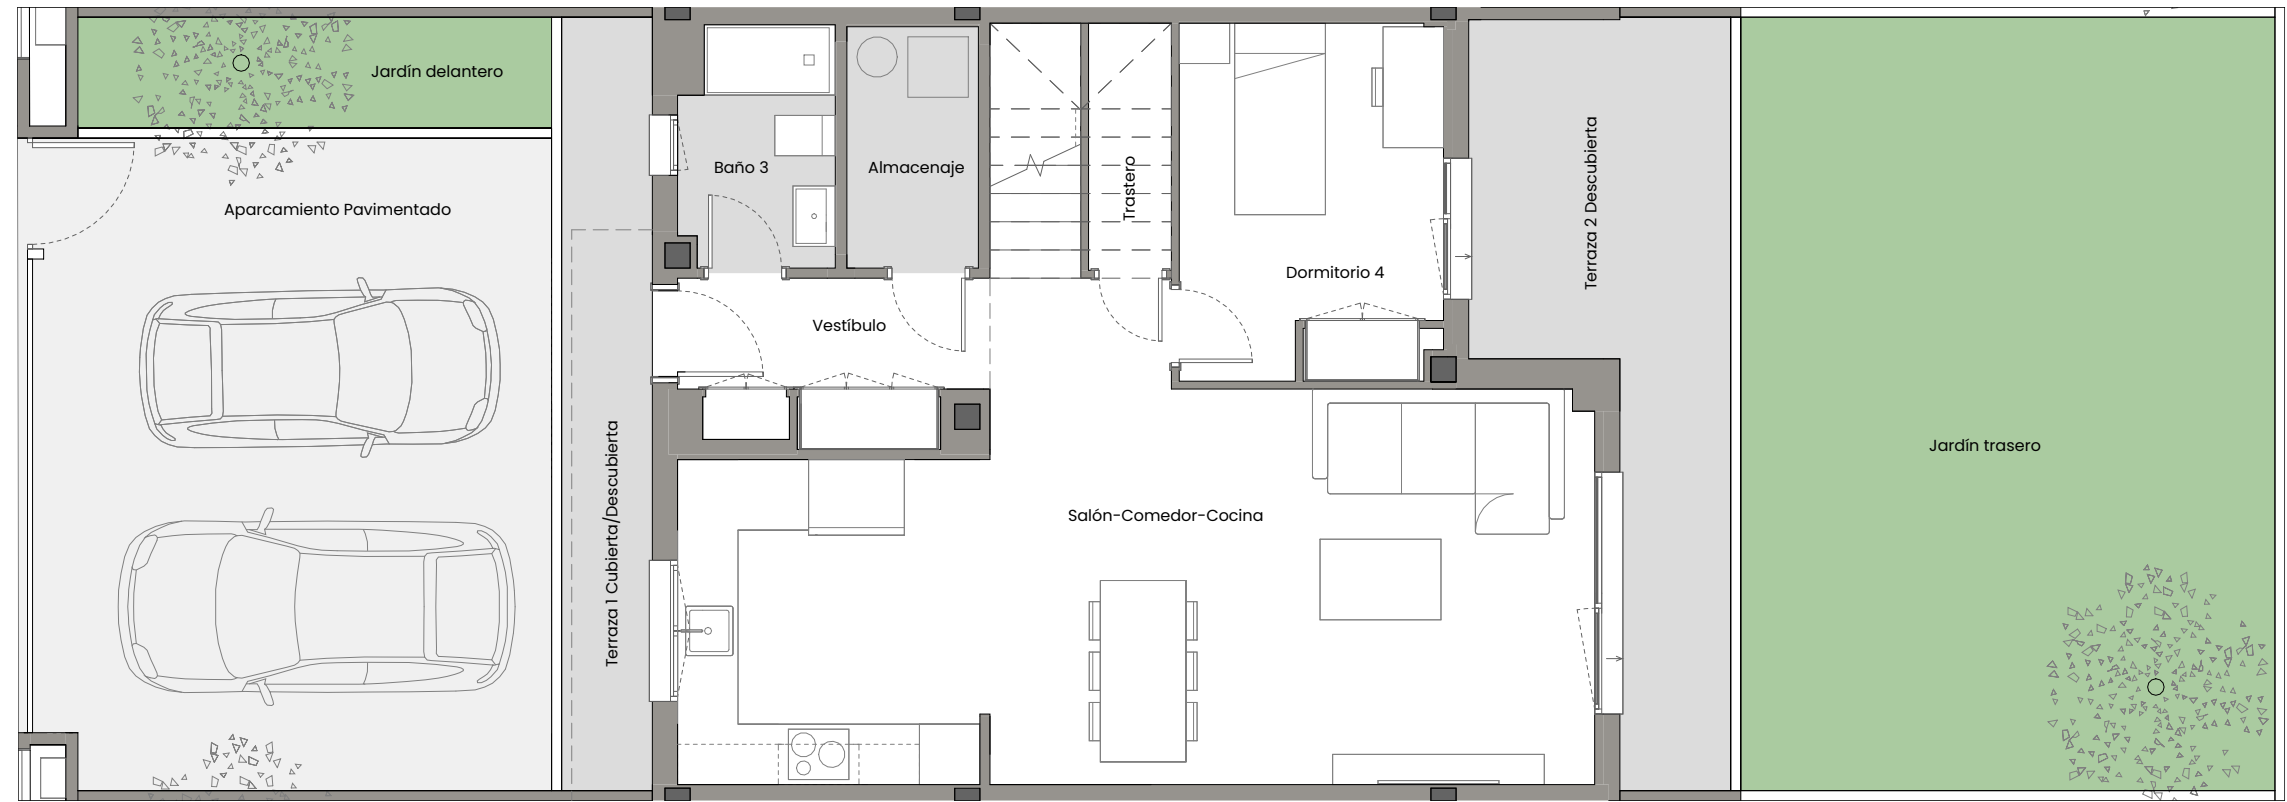 Jardín delantero
Aparcamiento Pavimentado
Terraza 1 Cubierta/Descubierta
Baño 3
Almacenaje
Trastero
Vestíbulo
Dormitorio 4
Salón-Comedor-Cocina
Terraza 2 Descubierta
Jardín trasero